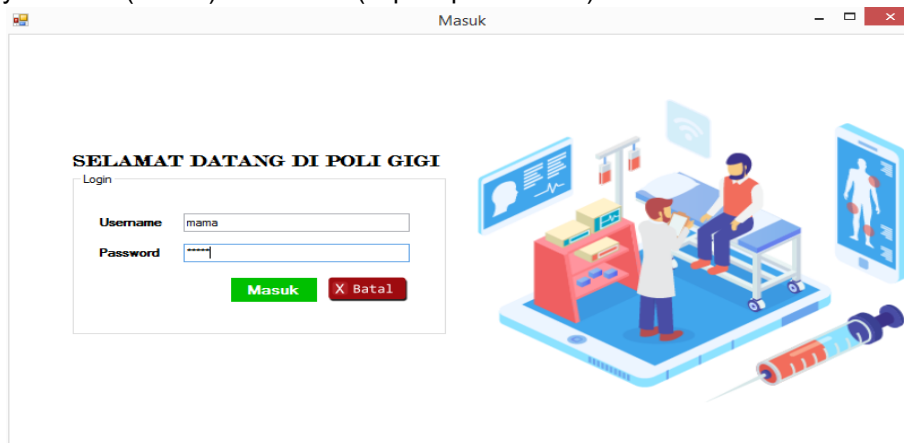 Masuk
SELAMAT DATANG DI POLI GIGI
Login
Username mama
Password *****
Masuk X Batal